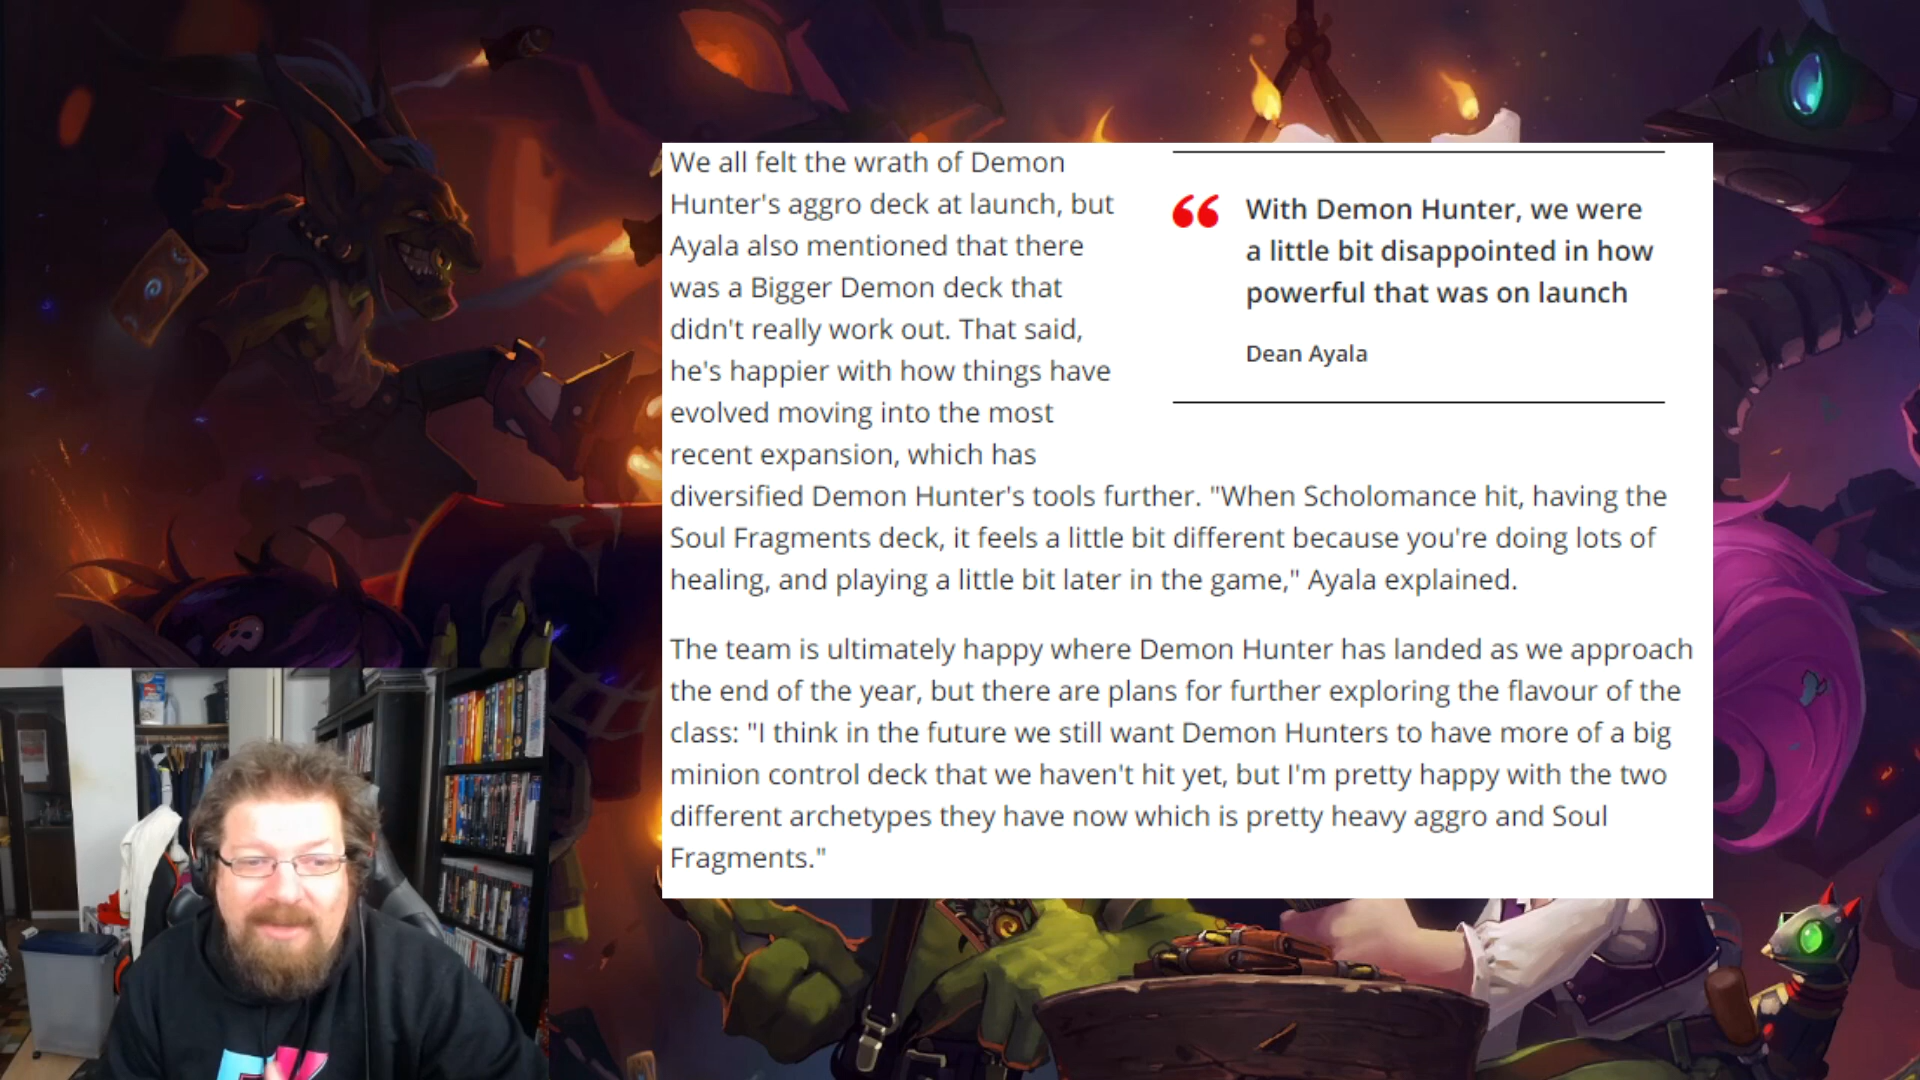 We all felt the wrath of Demon
Hunter's aggro deck at launch, but
Ayala also mentioned that there
was a Bigger Demon deck that
didn't really work out. That said,
he's happier with how things have
evolved moving into the most
recent expansion, which has
diversified Demon Hunter's tools further. "When Scholomance hit, having the
Soul Fragments deck, it feels a little bit different because you're doing lots of
healing, and playing a little bit later in the game," Ayala explained.
“ With Demon Hunter, we were
a little bit disappointed in how
powerful that was on launch
Dean Ayala
The team is ultimately happy where Demon Hunter has landed as we approach
the end of the year, but there are plans for further exploring the flavour of the
class: "I think in the future we still want Demon Hunters to have more of a big
minion control deck that we haven't hit yet, but I'm pretty happy with the two
different archetypes they have now which is pretty heavy aggro and Soul
Fragments."